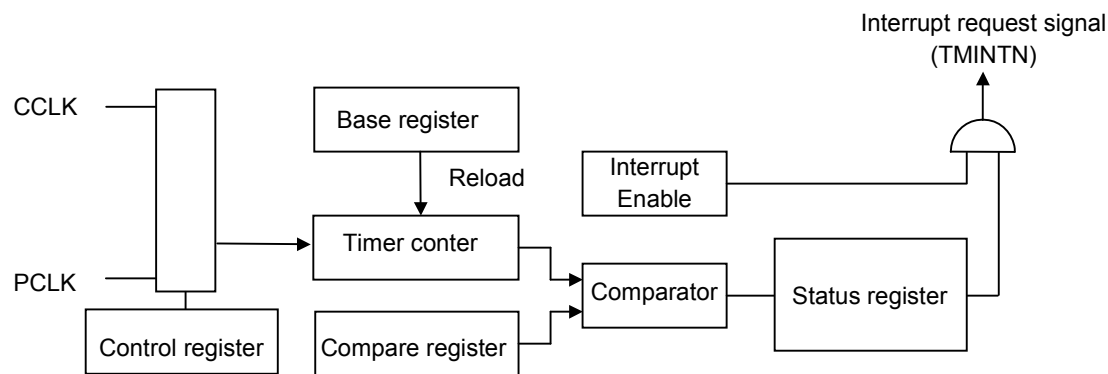 Interrupt request signal
(TMINTN)
CCLK
Base register
Reload
Interrupt
Enable
Timer conter
PCLK
Comparator
Status register
Control register
Compare register